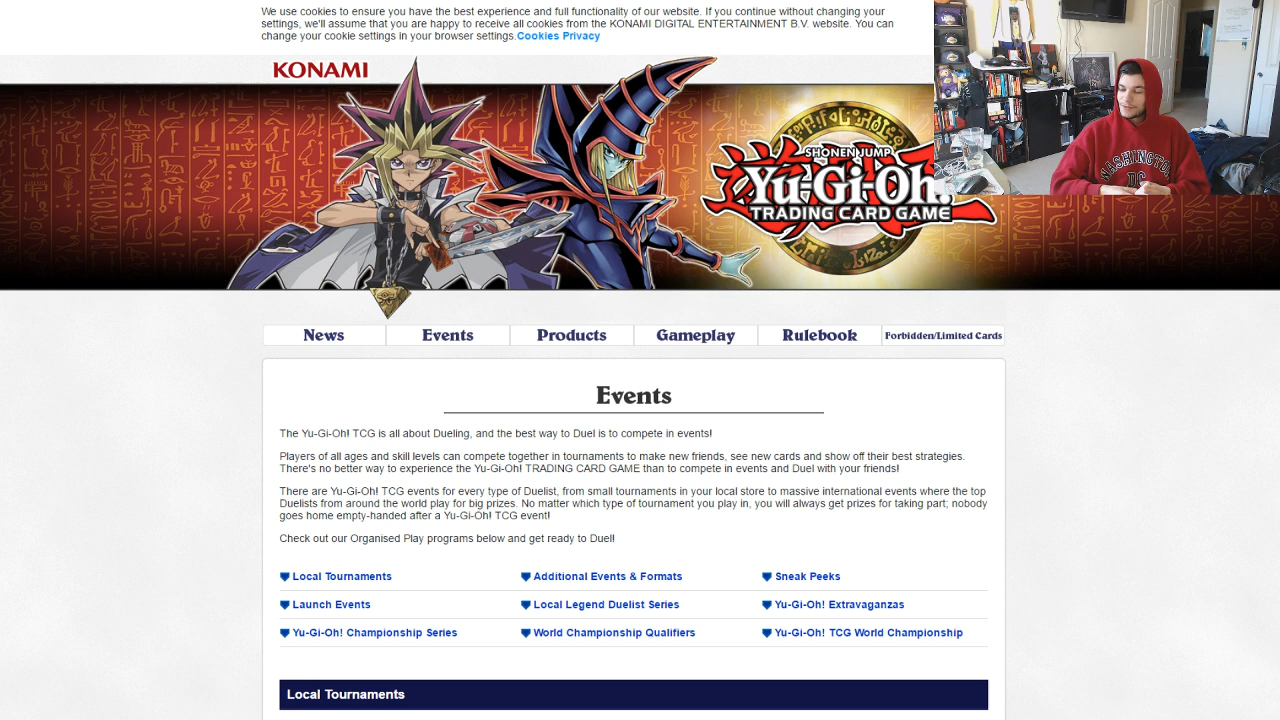 We use cookies to ensure you have the best experience and full functionality of our website. If you continue without changing your
settings, we'll assume that you are happy to receive all cookies from the KONAMI DIGITAL ENTERTAINMENT B.V. website. You can
change your cookie settings in your browser settings.Cookies Privacy
KONAMI
SHONEN JUMP
Yu-Gi-Oh!
TRADING CARD GAME
WASHINGTON
DC
News
Events
Products
Gameplay
Rulebook
Forbidden/Limited Cards
Events
The Yu-Gi-Oh! TCG is all about Dueling, and the best way to Duel is to compete in events!
Players of all ages and skill levels can compete together in tournaments to make new friends, see new cards and show off their best strategies.
There's no better way to experience the Yu-Gi-Oh! TRADING CARD GAME than to compete in events and Duel with your friends!
There are Yu-Gi-Oh! TCG events for every type of Duelist, from small tournaments in your local store to massive international events where the top
Duelists from around the world play for big prizes. No matter which type of tournament you play in, you will always get prizes for taking part; nobody
goes home empty-handed after a Yu-Gi-Oh! TCG event!
Check out our Organised Play programs below and get ready to Duel!
Local Tournaments
Additional Events & Formats
Sneak Peeks
Launch Events
Local Legend Duelist Series
Yu-Gi-Oh! Extravaganzas
Yu-Gi-Oh! Championship Series
World Championship Qualifiers
Yu-Gi-Oh! TCG World Championship
Local Tournaments